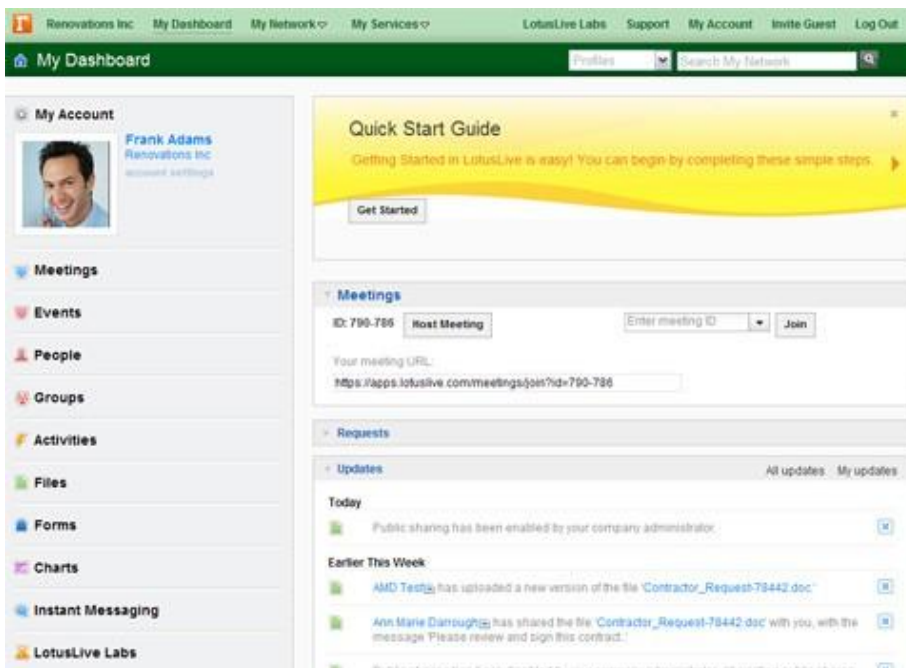 Renovations Inc My Dashboard My Network My Services LotusLive Labs Support My Account Invite Guest Log Out
My Dashboard Profiles Search My Network
My Account
Frank Adams
Renovations Inc
account settings
Meetings
Events
People
Groups
Activities
Files
Forms
Charts
Instant Messaging
LotusLive Labs
Quick Start Guide
Getting Started in LotusLive is easy! You can begin by completing these simple steps.
Get Started
Meetings
ID: 790-786 Host Meeting Enter meeting ID Join
Your meeting URL:
https://apps.lotuslive.com/meetings/join?id=790-786
Requests
Updates All updates My updates
Today
Public sharing has been enabled by your company administrator.
Earlier This Week
AMD Test has uploaded a new version of the file 'Contractor_Request-78442.doc'
Ann Marie Darrough has shared the file 'Contractor_Request-78442.doc' with you, with the
message 'Please review and sign this contract.'